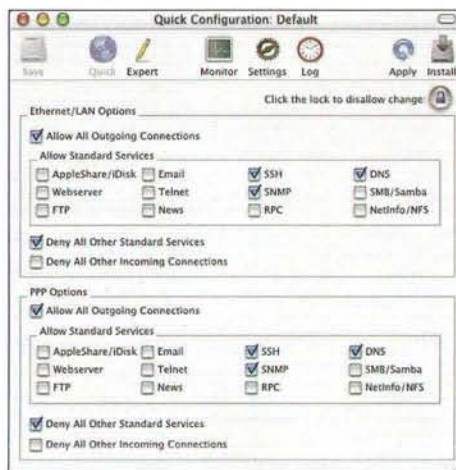 Quick Configuration: Default
Save Quick Expert Monitor Settings Log Apply Install
Click the lock to disallow change
Ethernet/LAN Options
Allow All Outgoing Connections
Allow Standard Services
AppleShare/iDisk Email SSH DNS
Webserver Telnet SNMP SMB/Samba
FTP News RPC NetInfo/NFS
Deny All Other Standard Services
Deny All Other Incoming Connections
PPP Options
Allow All Outgoing Connections
Allow Standard Services
AppleShare/iDisk Email SSH DNS
Webserver Telnet SNMP SMB/Samba
FTP News RPC NetInfo/NFS
Deny All Other Standard Services
Deny All Other Incoming Connections